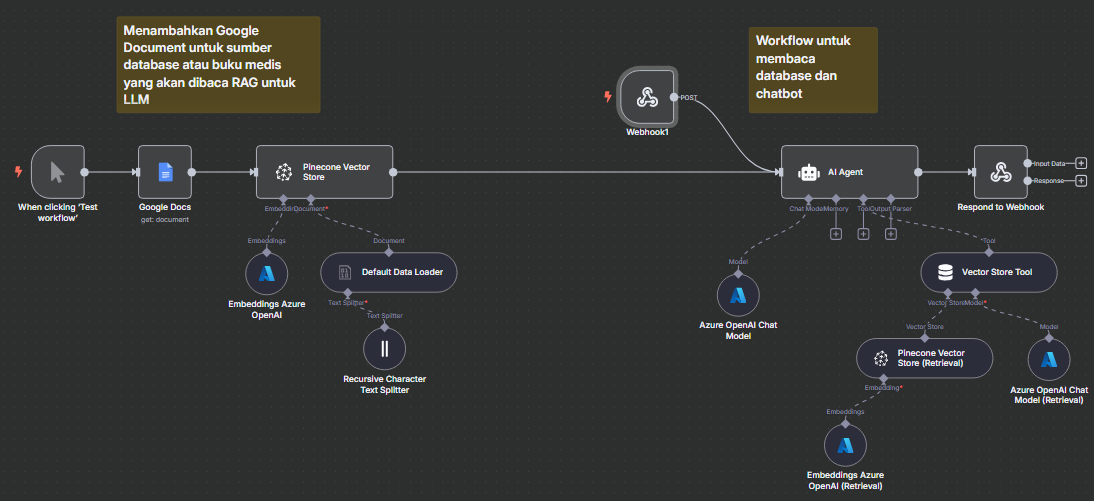 Menambahkan Google
Document untuk sumber
database atau buku medis
yang akan dibaca RAG untuk
LLM
Workflow untuk
membaca
database dan
chatbot
POST
Webhook1
When clicking ‘Test
workflow’
Google Docs
get: document
Pinecone Vector
Store
Document*
Embeddings
Embeddings Azure
OpenAI
Document
Default Data Loader
Text Splitter*
Text Splitter
Recursive Character
Text Splitter
AI Agent
Chat Model
Memory
Tool
Output Parser
Input Data
Response
Respond to Webhook
Model
Azure OpenAI Chat
Model
Tool
Vector Store Tool
Vector Store
Model*
Vector Store
Pinecone Vector
Store (Retrieval)
Embedding*
Embeddings
Embeddings Azure
OpenAI (Retrieval)
Model
Azure OpenAI Chat
Model (Retrieval)